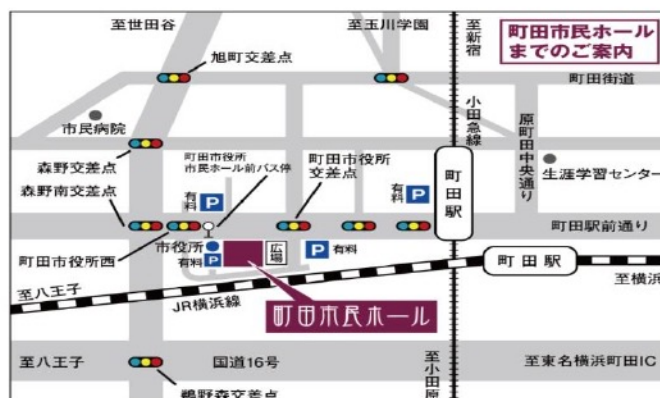 至世田谷
至玉川学園
至新宿
町田市民ホール
までのご案内
旭町交差点
町田街道
小田急線
原町田中央通り
市民病院
森野交差点
町田市役所
市民ホール前バス停
町田市役所
交差点
町田駅
生涯学習センター
森野南交差点
有料
P
有料
P
町田駅前通り
町田市役所西
市役所
広場
P
有料
有料
P
町田駅
至八王子
JR横浜線
至横浜
町田市民ホール
至八王子
国道16号
至小田原
至東名横浜町田IC
鵜野森交差点